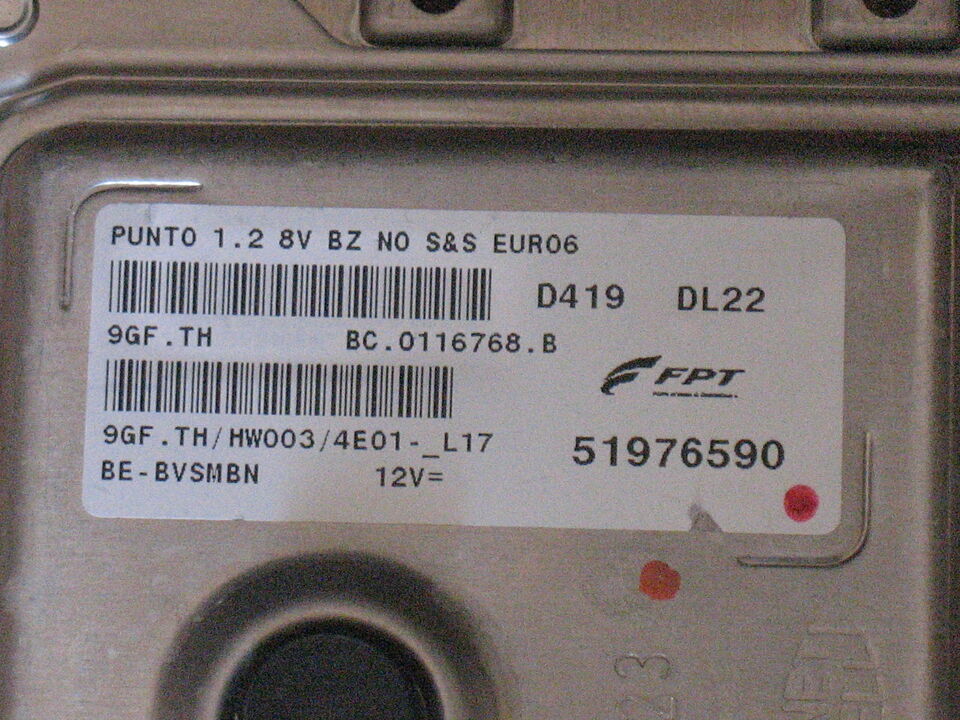 PUNTO 1.2 8V BZ NO S&S EURO6
D419 DL22
9GF.TH BC.0116768.B
FPT
9GF.TH/HW003/4E01-_L17
51976590
BE-BVSMBN 12V=
23